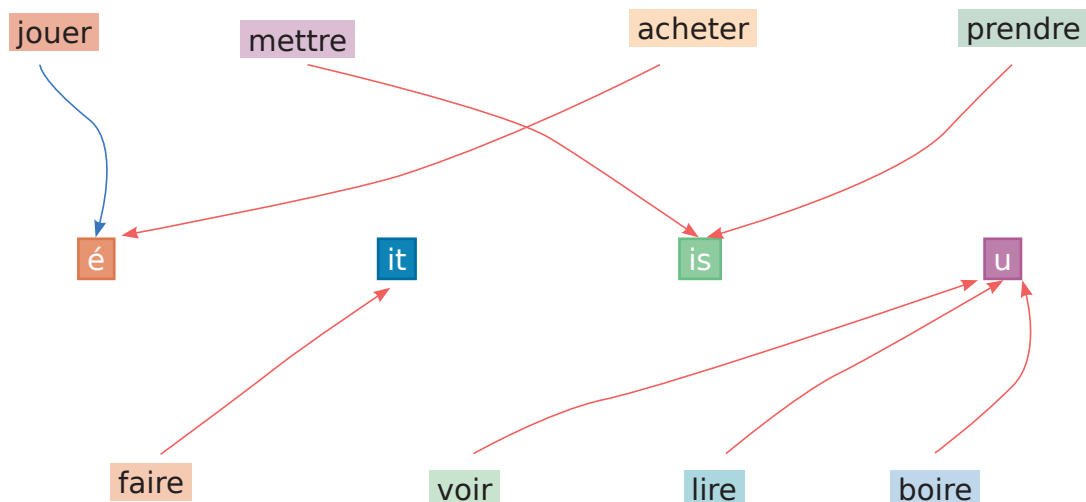 jouer
mettre
acheter
prendre
é
it
is
u
faire
voir
lire
boire